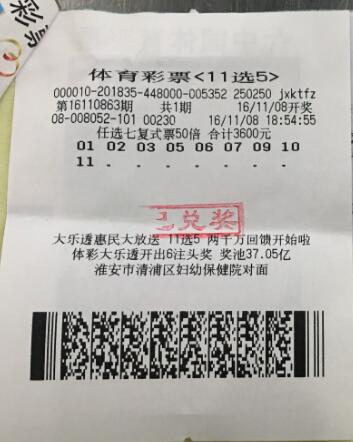 彩票
体育彩票<11选5>
000010-201835-448000-005352 250250 jxktfz
第16110863期 共1期 16/11/08开奖
08-008052-101 00230 16/11/08 18:54:55
任选七复式票50倍 合计3600元
01 02 03 05 06 07 09 10
11 . . . . . . .
已兑奖
大乐透惠民大放送 11选5 两千万回馈开始啦
体彩大乐透开出6注头奖 奖池37.05亿
淮安市清浦区妇幼保健院对面